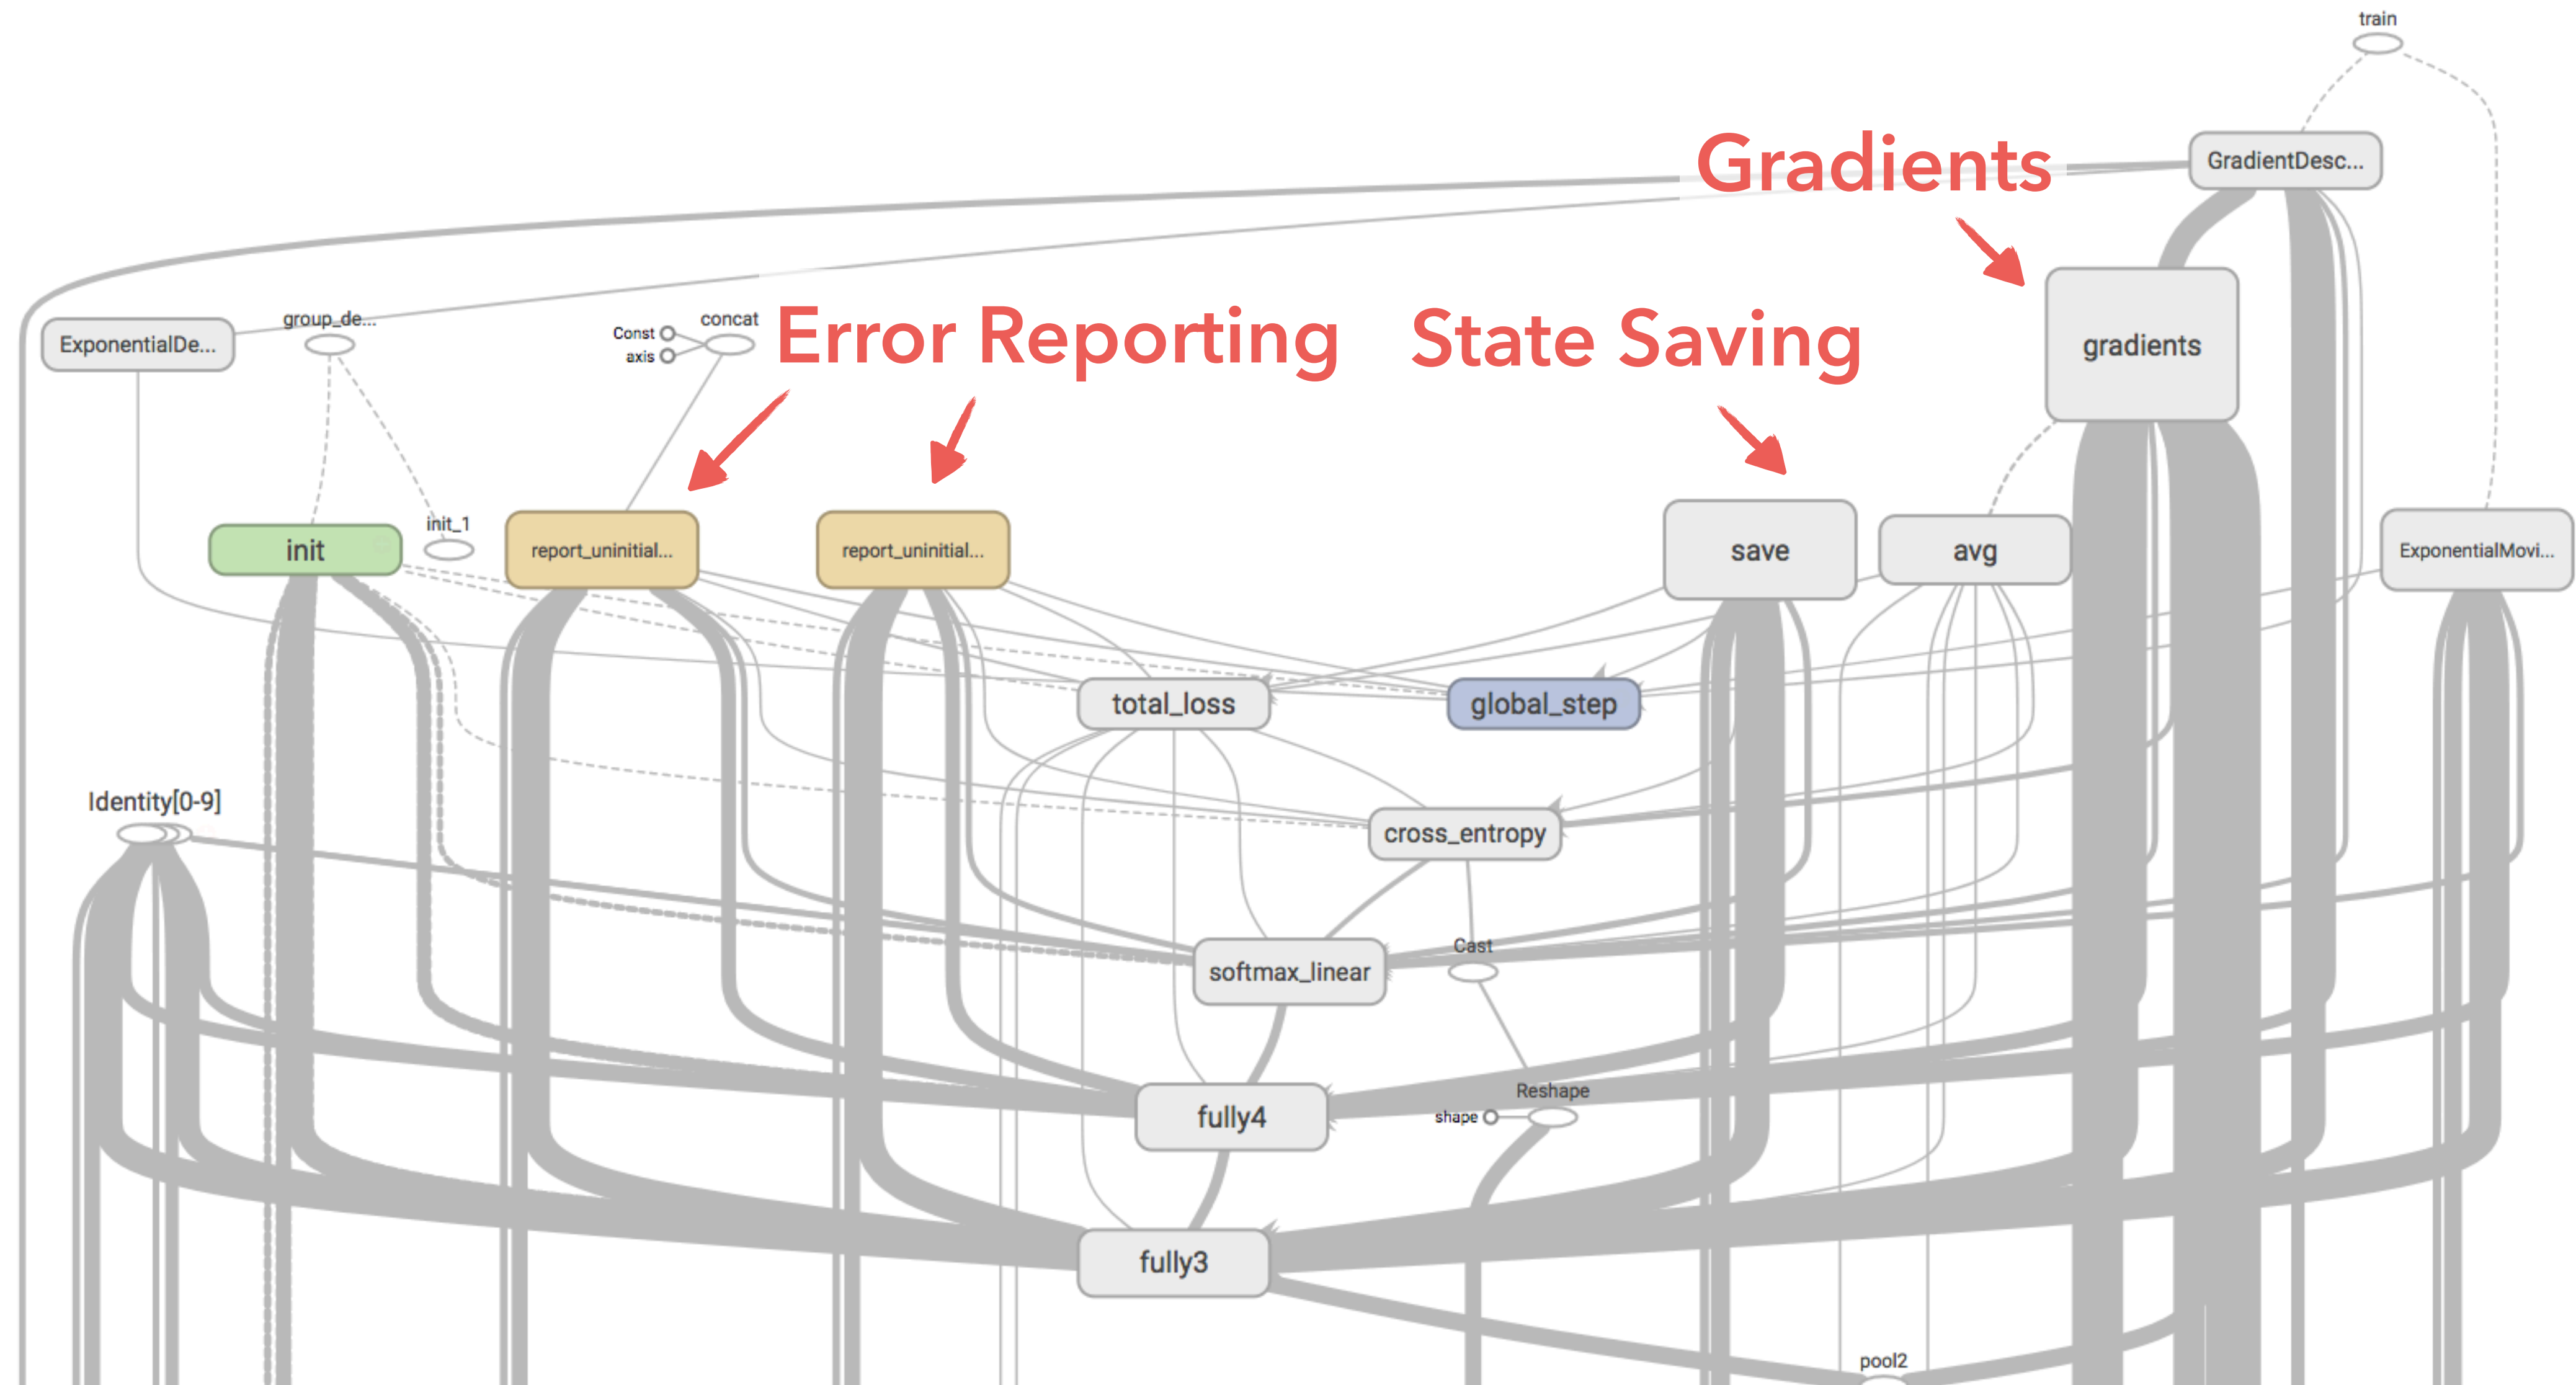 train
Gradients
GradientDesc...
group_de...
Const
concat
axis
ExponentialDe...
Error Reporting
State Saving
gradients
init
init_1
report_uninitial...
report_uninitial...
save
avg
ExponentialMovi...
total_loss
global_step
Identity[0-9]
cross_entropy
Cast
softmax_linear
Reshape
shape
fully4
fully3
pool2